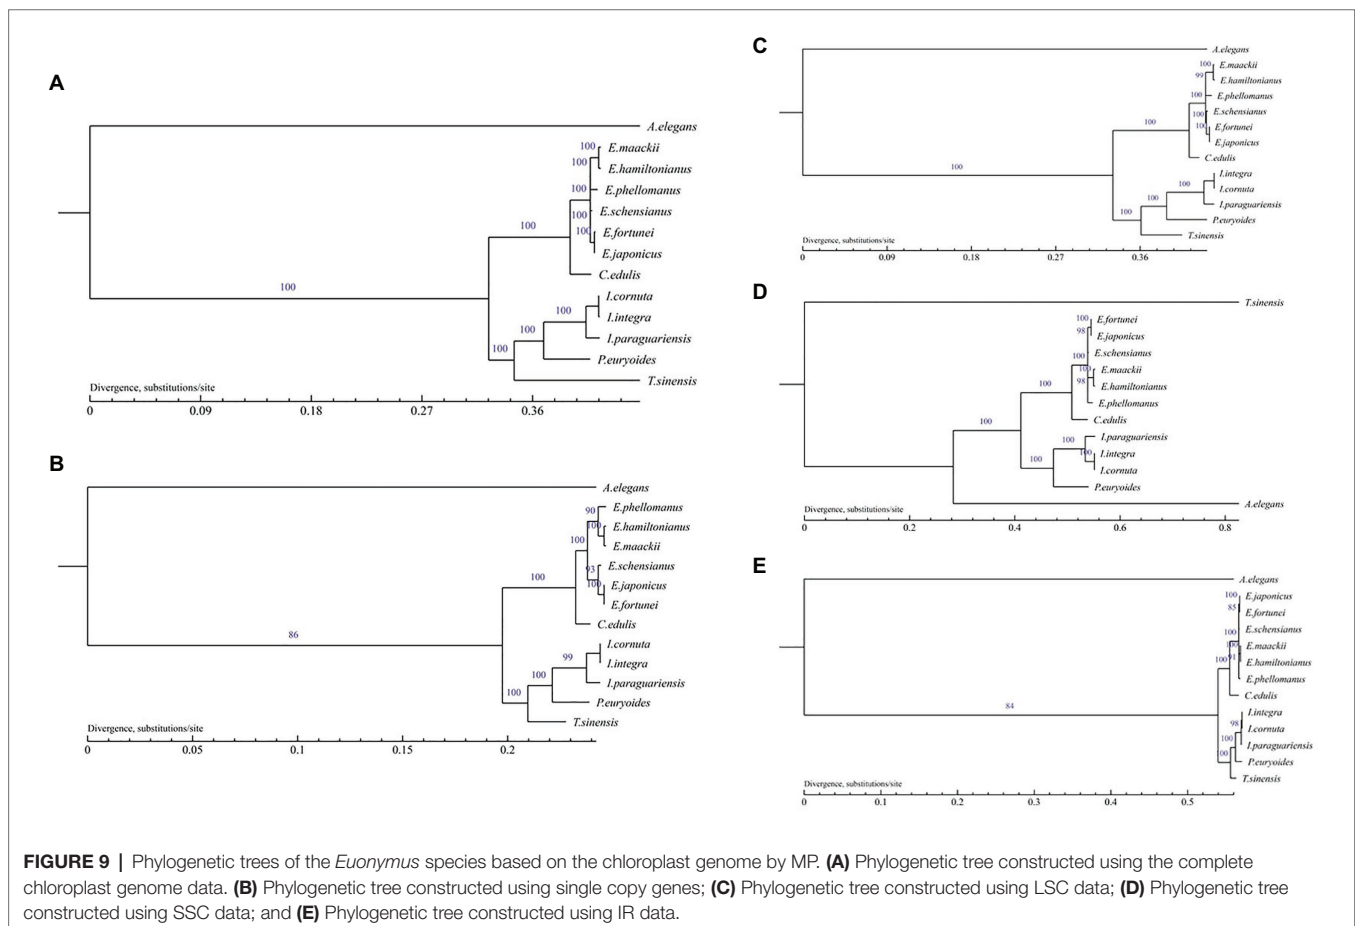 A
A.elegans
100
E.maackii
100
E.hamiltonianus
100
E.phellomanus
100
E.schensianus
100
E.fortunei
100
E.japonicus
C.edulis
100
I.cornuta
100
I.integra
100
I.paraguariensis
100
P.euryoides
T.sinensis
Divergence, substitutions/site
0 0.09 0.18 0.27 0.36
B
A.elegans
90
E.phellomanus
100
E.hamiltonianus
100
E.maackii
93
E.schensianus
100
100
E.japonicus
E.fortunei
C.edulis
86
I.cornuta
99
I.integra
100
I.paraguariensis
100
P.euryoides
T.sinensis
Divergence, substitutions/site
0 0.05 0.1 0.15 0.2
C
A.elegans
100
E.maackii
99
E.hamiltonianus
100
E.phellomanus
100
E.schensianus
100
E.fortunei
E.japonicus
C.edulis
100
I.integra
100
I.cornuta
100
I.paraguariensis
100
P.euryoides
T.sinensis
Divergence, substitutions/site
0 0.09 0.18 0.27 0.36
D
T.sinensis
100
E.fortunei
98
E.japonicus
100
E.schensianus
100
E.maackii
98
100
E.hamiltonianus
E.phellomanus
C.edulis
100
I.paraguariensis
100
100
I.integra
100
I.cornuta
P.euryoides
A.elegans
Divergence, substitutions/site
0 0.2 0.4 0.6 0.8
E
A.elegans
100
E.japonicus
85
E.fortunei
100
E.schensianus
E.maackii
100
E.hamiltonianus
E.phellomanus
C.edulis
84
I.integra
98
I.cornuta
100
I.paraguariensis
100
P.euryoides
T.sinensis
Divergence, substitutions/site
0 0.1 0.2 0.3 0.4 0.5
FIGURE 9 | Phylogenetic trees of the Euonymus species based on the chloroplast genome by MP. (A) Phylogenetic tree constructed using the complete
chloroplast genome data. (B) Phylogenetic tree constructed using single copy genes; (C) Phylogenetic tree constructed using LSC data; (D) Phylogenetic tree
constructed using SSC data; and (E) Phylogenetic tree constructed using IR data.